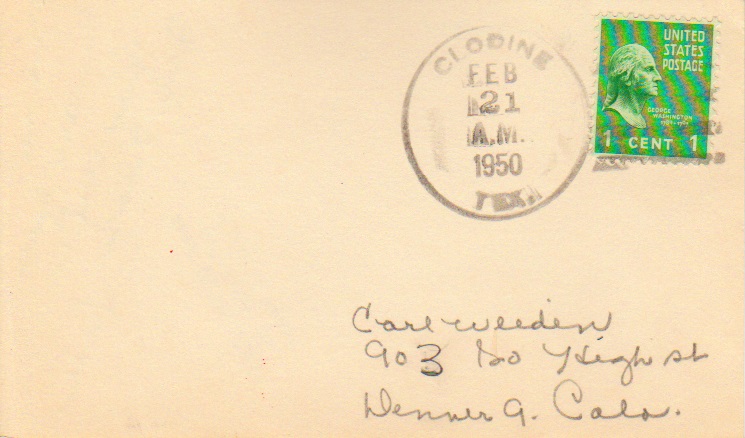 CLODINE
FEB
21
A.M.
1950
TEX.
UNITED
STATES
POSTAGE
GEORGE
WASHINGTON
1 CENT 1
Carl Weeden
903 So High st
Denver 9. Colo.